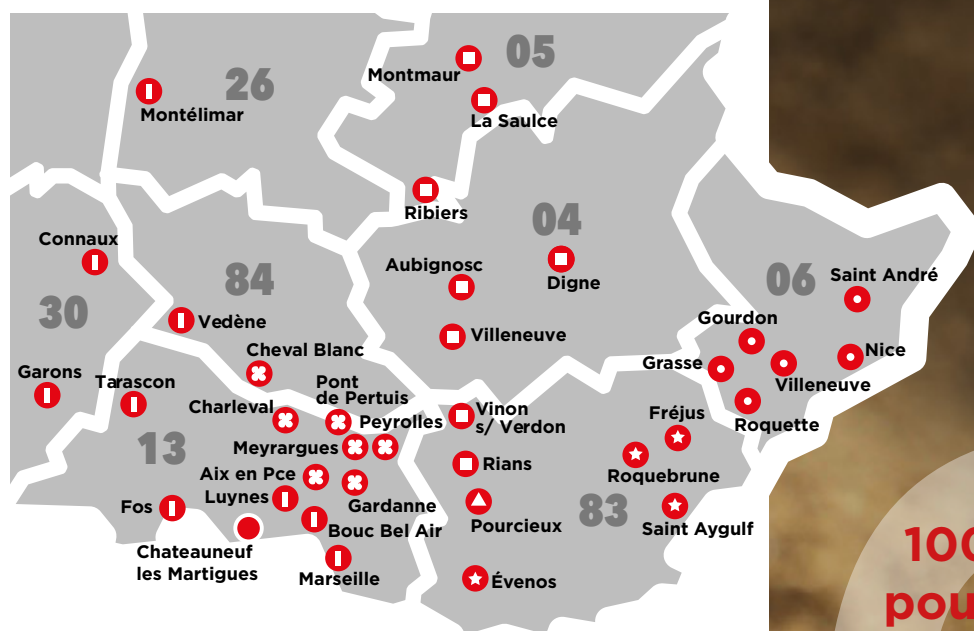 05
Montmaur
26
Montélimar
La Saulce
Ribiers
04
Connaux
Aubignosc
Digne
84
06
Saint André
30
Vedène
Villeneuve
Gourdon
Cheval Blanc
Nice
Grasse
Villeneuve
Garons
Tarascon
Pont
de Pertuis
Charleval
Peyrolles
Vinon
s/ Verdon
Fréjus
Roquette
13
Meyrargues
Rians
Roquebrune
Aix en Pce
Luynes
Gardanne
Fos
Bouc Bel Air
Pourcieux
83
Saint Aygulf
Chateauneuf
les Martigues
Marseille
Évenos
100
pou